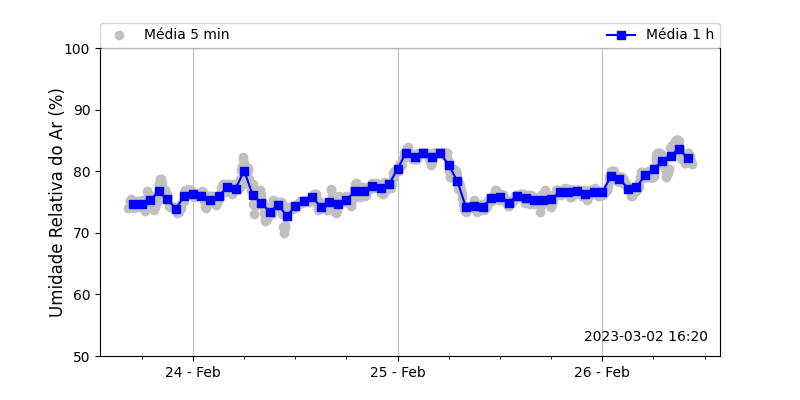 Média 5 min
Média 1 h
Umidade Relativa do Ar (%)
100
90
80
70
60
50
2023-03-02 16:20
24 - Feb
25 - Feb
26 - Feb